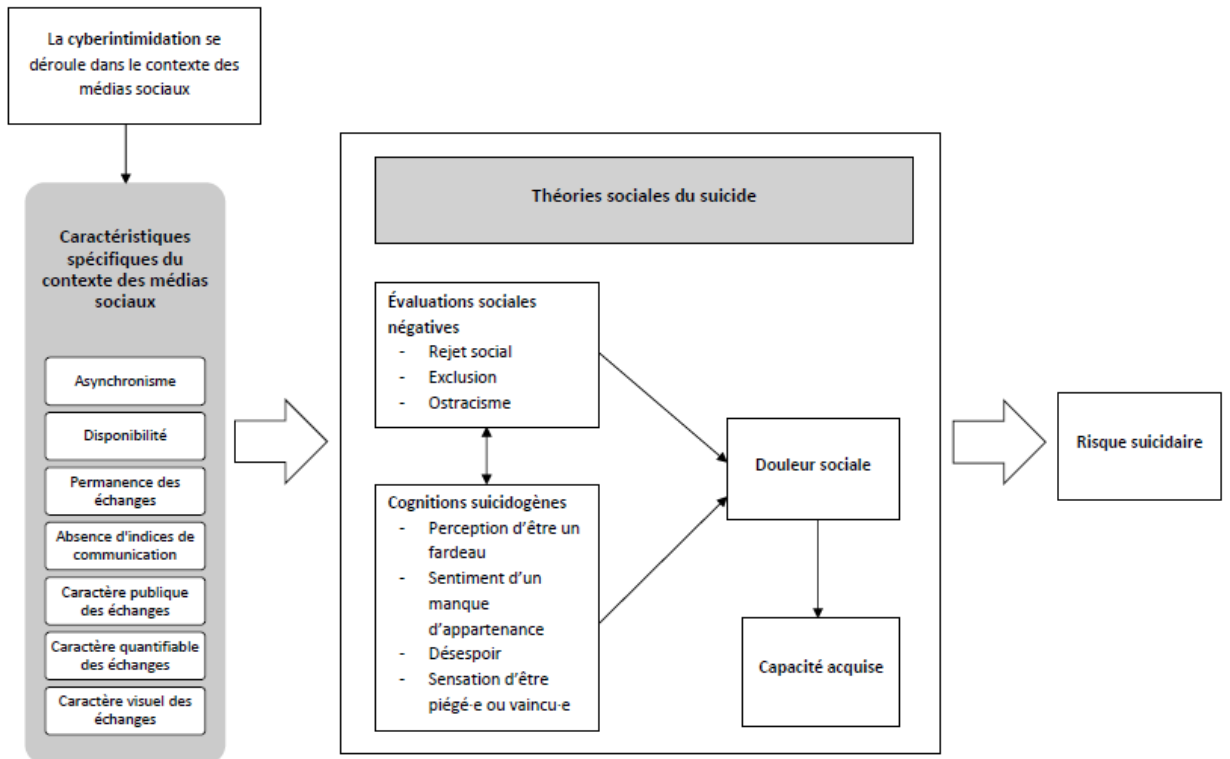 La cyberintimidation se
déroule dans le contexte des
médias sociaux
Caractéristiques
spécifiques du
contexte des médias
sociaux
Asynchronisme
Disponibilité
Permanence des
échanges
Absence d'indices de
communication
Caractère publique
des échanges
Caractère quantifiable
des échanges
Caractère visuel des
échanges
Théories sociales du suicide
Évaluations sociales
négatives
- Rejet social
- Exclusion
- Ostracisme
Cognitions suicidogènes
- Perception d’être un
fardeau
- Sentiment d’un
manque
d’appartenance
- Désespoir
- Sensation d’être
piégé·e ou vaincu·e
Douleur sociale
Capacité acquise
Risque suicidaire